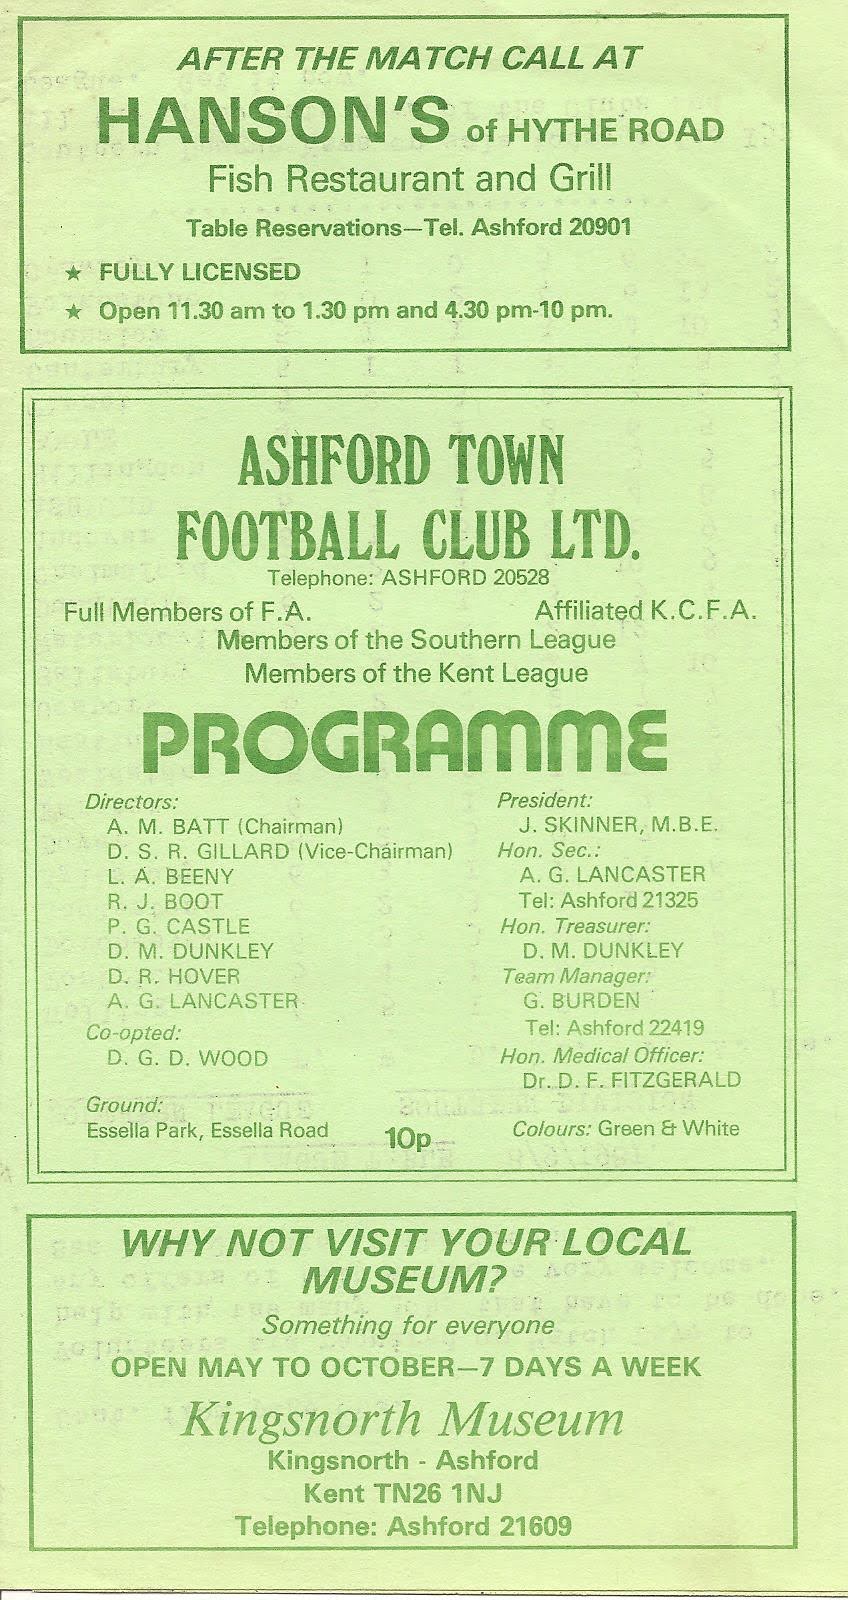 AFTER THE MATCH CALL AT
HANSON'S of HYTHE ROAD
Fish Restaurant and Grill
Table Reservations—Tel. Ashford 20901
★ FULLY LICENSED
★ Open 11.30 am to 1.30 pm and 4.30 pm-10 pm.
ASHFORD TOWN
FOOTBALL CLUB LTD.
Telephone: ASHFORD 20528
Full Members of F.A. Affiliated K.C.F.A.
Members of the Southern League
Members of the Kent League
PROGRAMME
Directors:
A. M. BATT (Chairman)
D. S. R. GILLARD (Vice-Chairman)
L. A. BEENY
R. J. BOOT
P. G. CASTLE
D. M. DUNKLEY
D. R. HOVER
A. G. LANCASTER
Co-opted:
D. G. D. WOOD
Ground:
Essella Park, Essella Road
10p
President:
J. SKINNER, M.B.E.
Hon. Sec.:
A. G. LANCASTER
Tel: Ashford 21325
Hon. Treasurer:
D. M. DUNKLEY
Team Manager:
G. BURDEN
Tel: Ashford 22419
Hon. Medical Officer:
Dr. D. F. FITZGERALD
Colours: Green & White
WHY NOT VISIT YOUR LOCAL
MUSEUM?
Something for everyone
OPEN MAY TO OCTOBER—7 DAYS A WEEK
Kingsnorth Museum
Kingsnorth - Ashford
Kent TN26 1NJ
Telephone: Ashford 21609